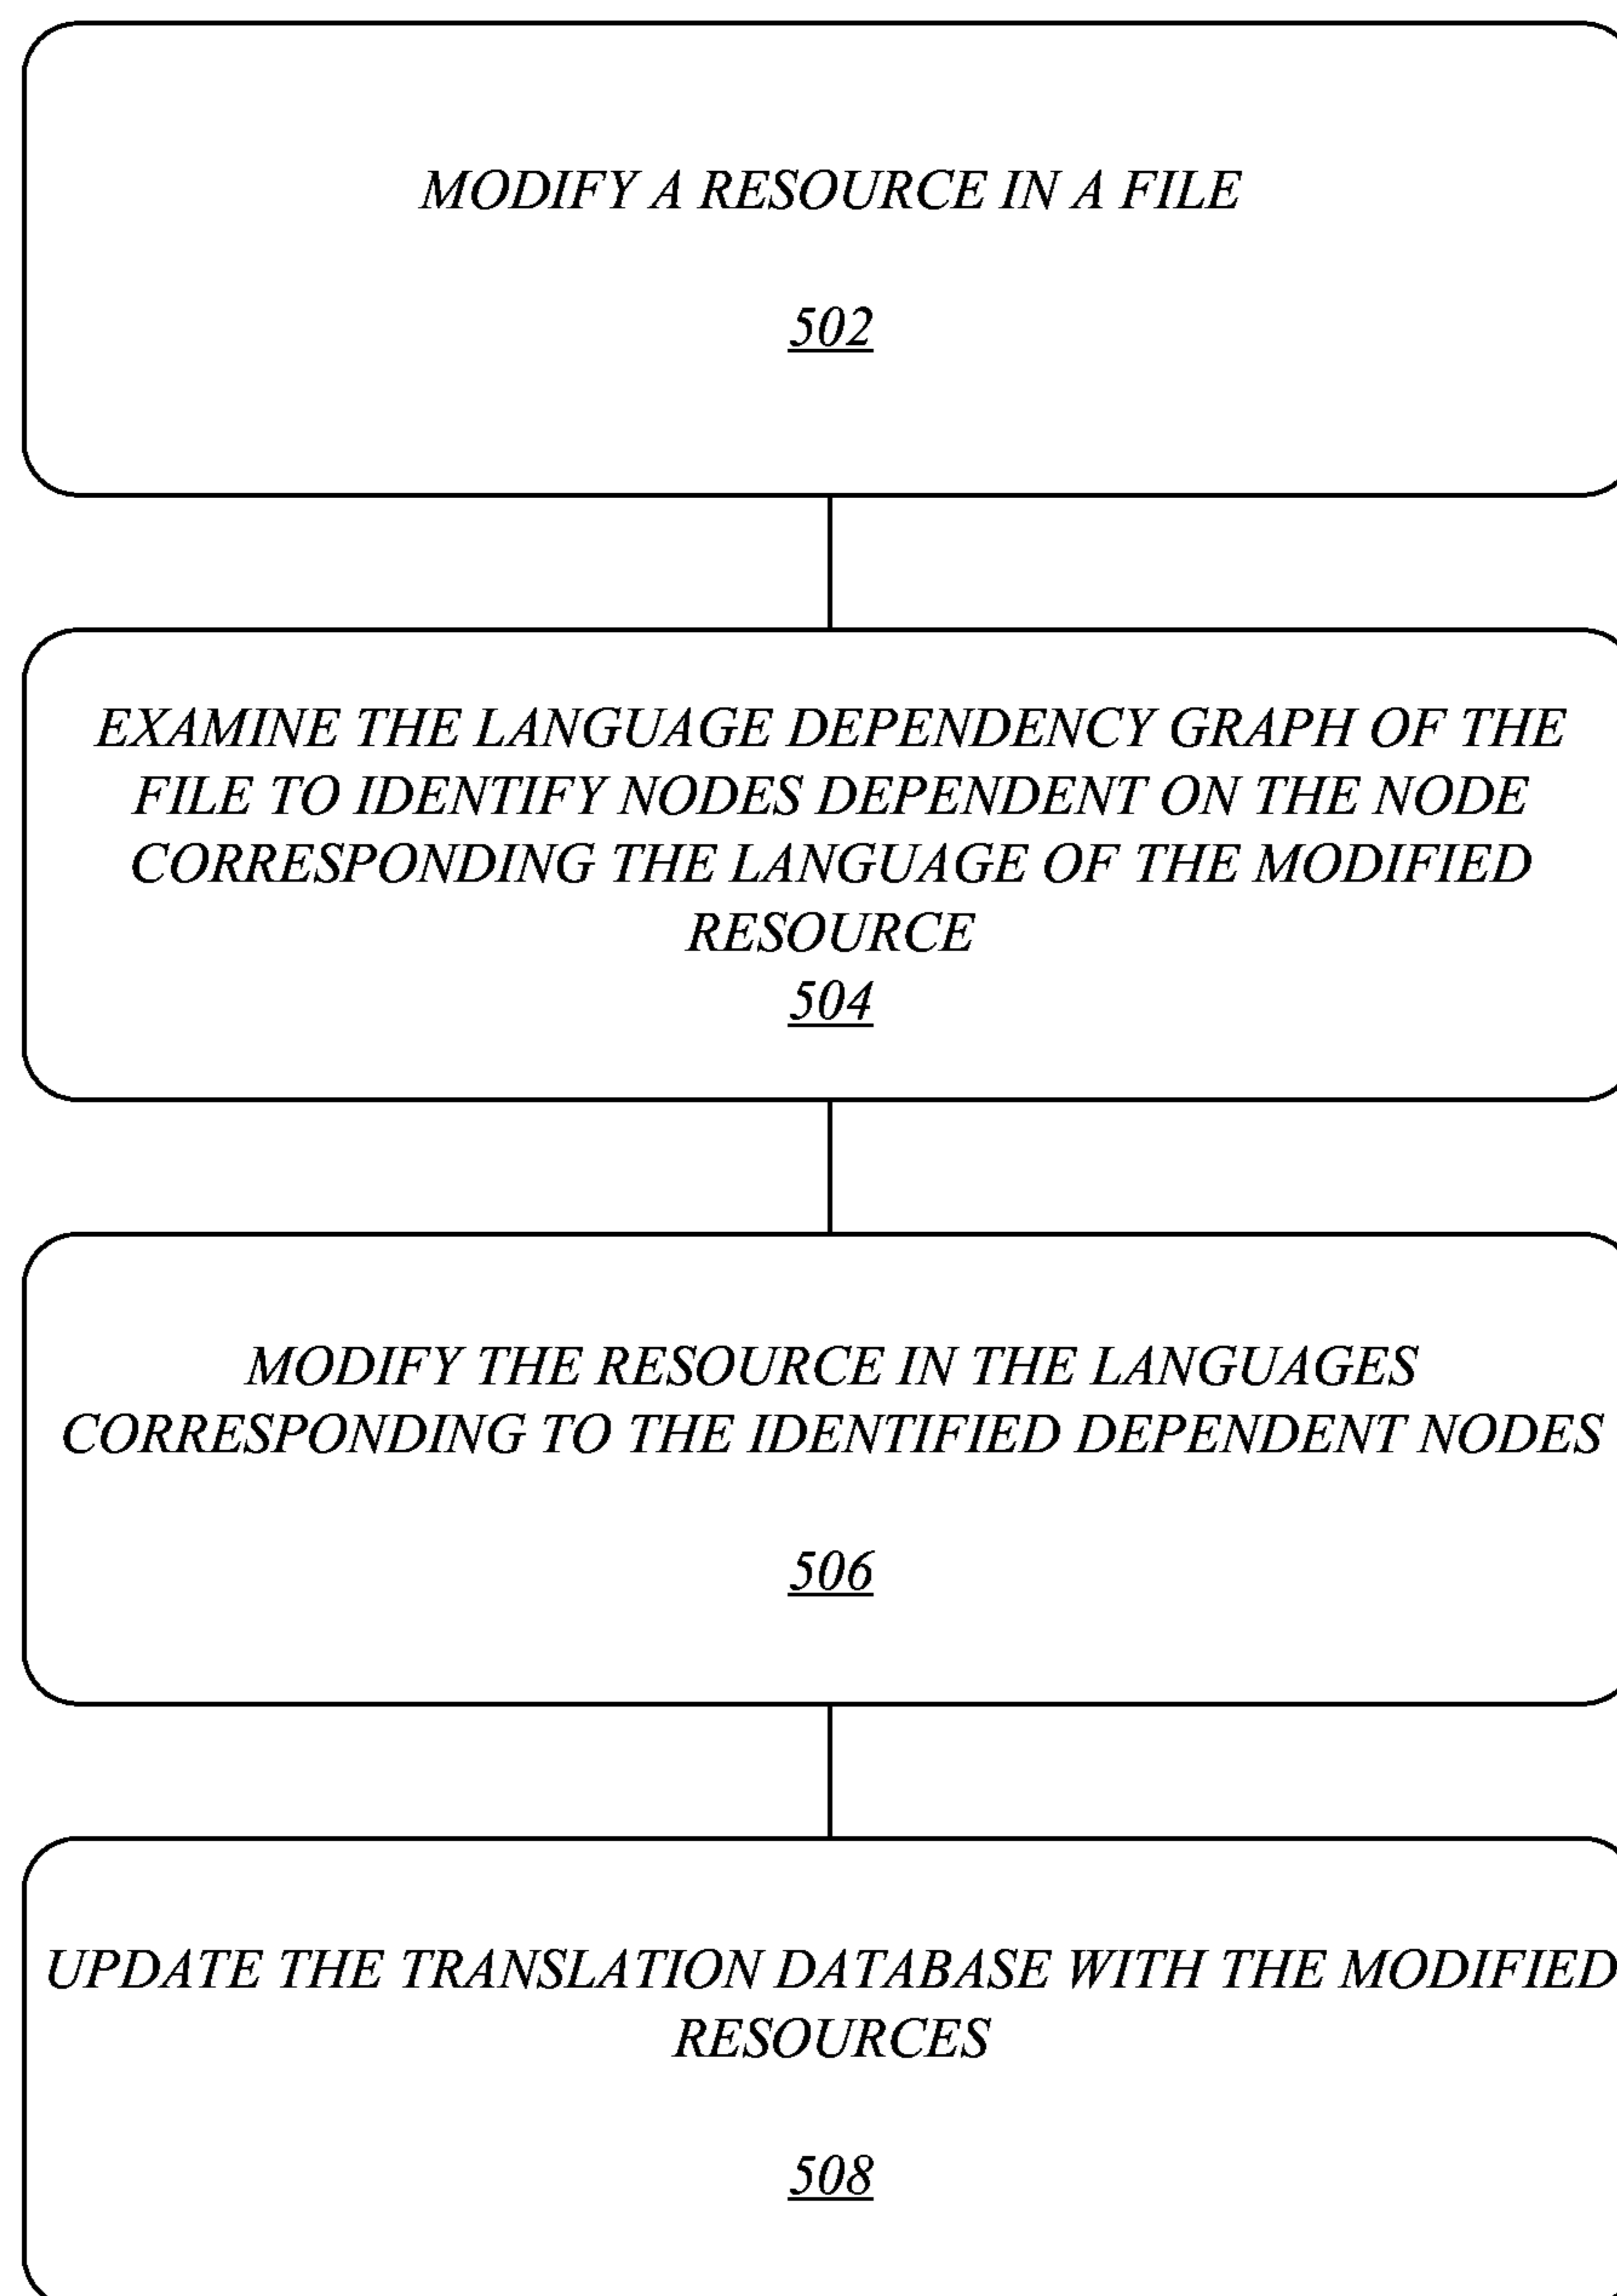 MODIFY A RESOURCE IN A FILE
502
EXAMINE THE LANGUAGE DEPENDENCY GRAPH OF THE
FILE TO IDENTIFY NODES DEPENDENT ON THE NODE
CORRESPONDING THE LANGUAGE OF THE MODIFIED
RESOURCE
504
MODIFY THE RESOURCE IN THE LANGUAGES
CORRESPONDING TO THE IDENTIFIED DEPENDENT NODES
506
UPDATE THE TRANSLATION DATABASE WITH THE MODIFIED
RESOURCES
508